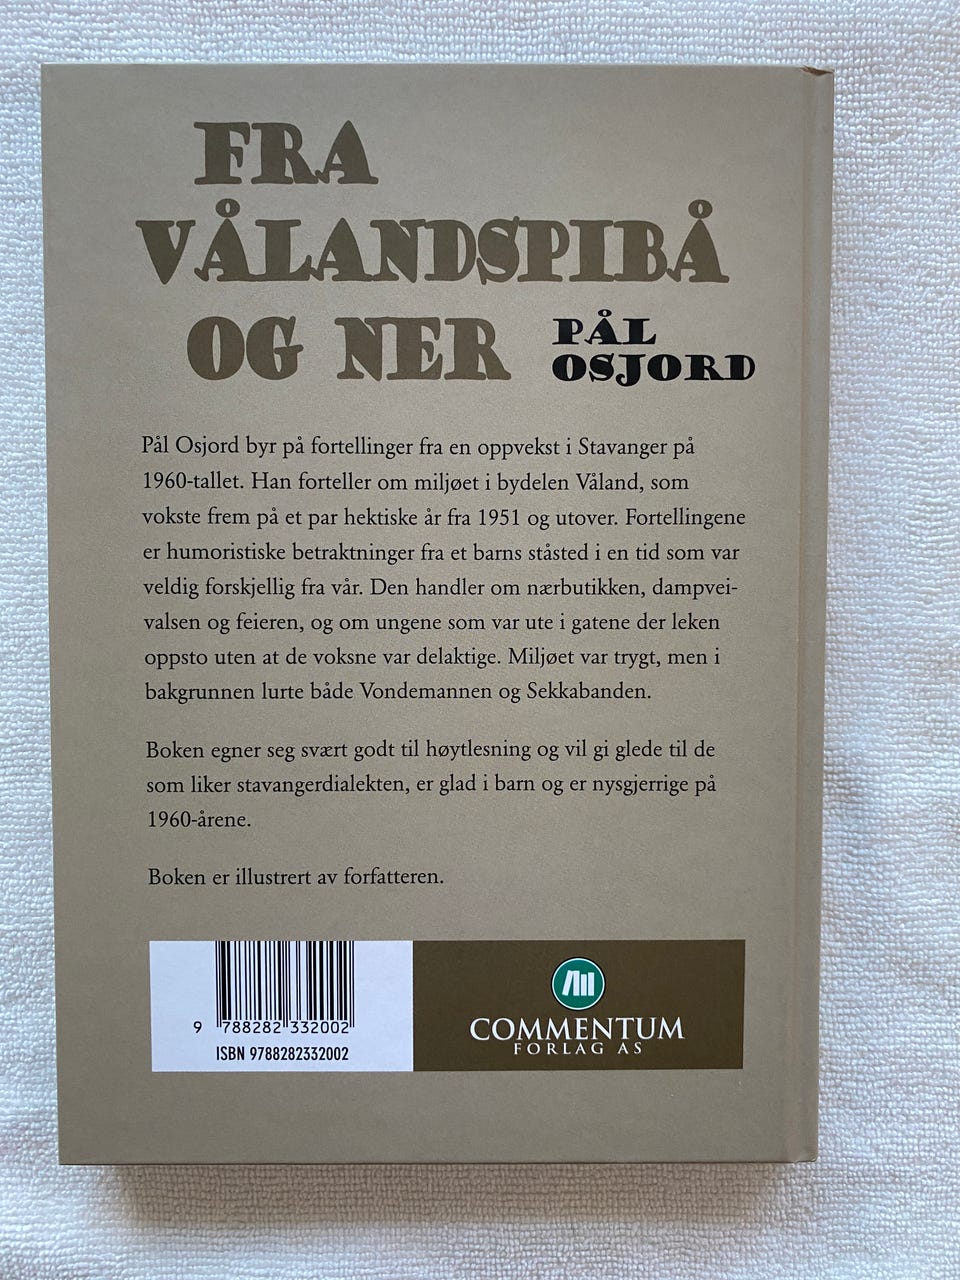 FRA
VÅLANDSPIBÅ
OG NER
PÅL
OSJORD
Pål Osjord byr på fortellinger fra en oppvekst i Stavanger på
1960-tallet. Han forteller om miljøet i bydelen Våland, som
vokste frem på et par hektiske år fra 1951 og utover. Fortellingene
er humoristiske betraktninger fra et barns ståsted i en tid som var
veldig forskjellig fra vår. Den handler om nærbutikken, dampvei-
valsen og feieren, og om ungene som var ute i gatene der leken
oppsto uten at de voksne var delaktige. Miljøet var trygt, men i
bakgrunnen lurte både Vondemannen og Sekkabanden.
Boken egner seg svært godt til høytlesning og vil gi glede til de
som liker stavangerdialekten, er glad i barn og er nysgjerrige på
1960-årene.
Boken er illustrert av forfatteren.
9 788282 332002
ISBN 9788282332002
COMMENTUM
FORLAG AS